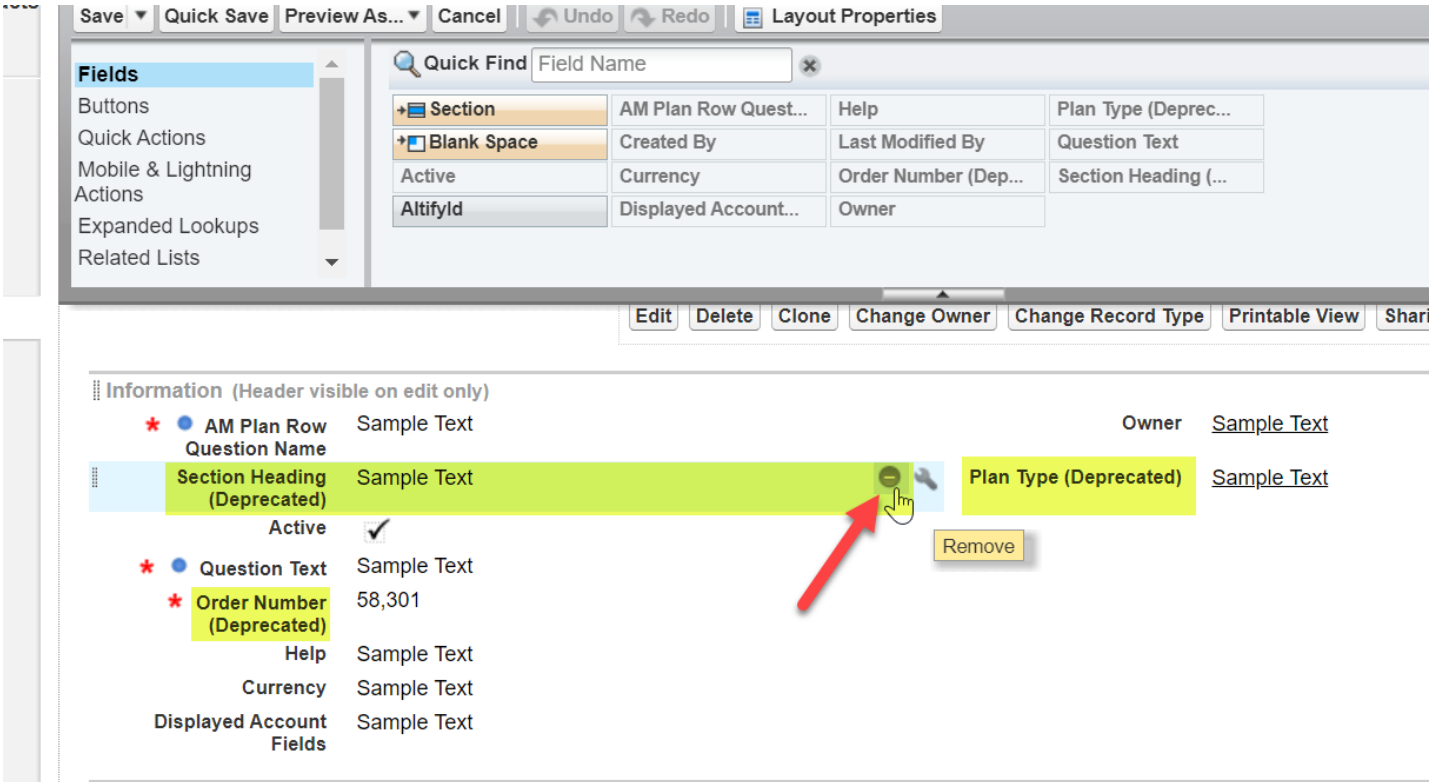 Save Quick Save Preview As... Cancel Undo Redo Layout Properties
Fields
Buttons
Quick Actions
Mobile & Lightning
Actions
Expanded Lookups
Related Lists
Quick Find Field Name
Section AM Plan Row Quest... Help Plan Type (Deprec...
Blank Space Created By Last Modified By Question Text
Active Currency Order Number (Dep... Section Heading (...
AltifyId Displayed Account... Owner
Edit Delete Clone Change Owner Change Record Type Printable View Shari
Information (Header visible on edit only)
* AM Plan Row Sample Text Owner Sample Text
Question Name
Section Heading Sample Text Plan Type (Deprecated) Sample Text
(Deprecated)
Active
Remove
* Question Text Sample Text
* Order Number 58,301
(Deprecated)
Help Sample Text
Currency Sample Text
Displayed Account Sample Text
Fields